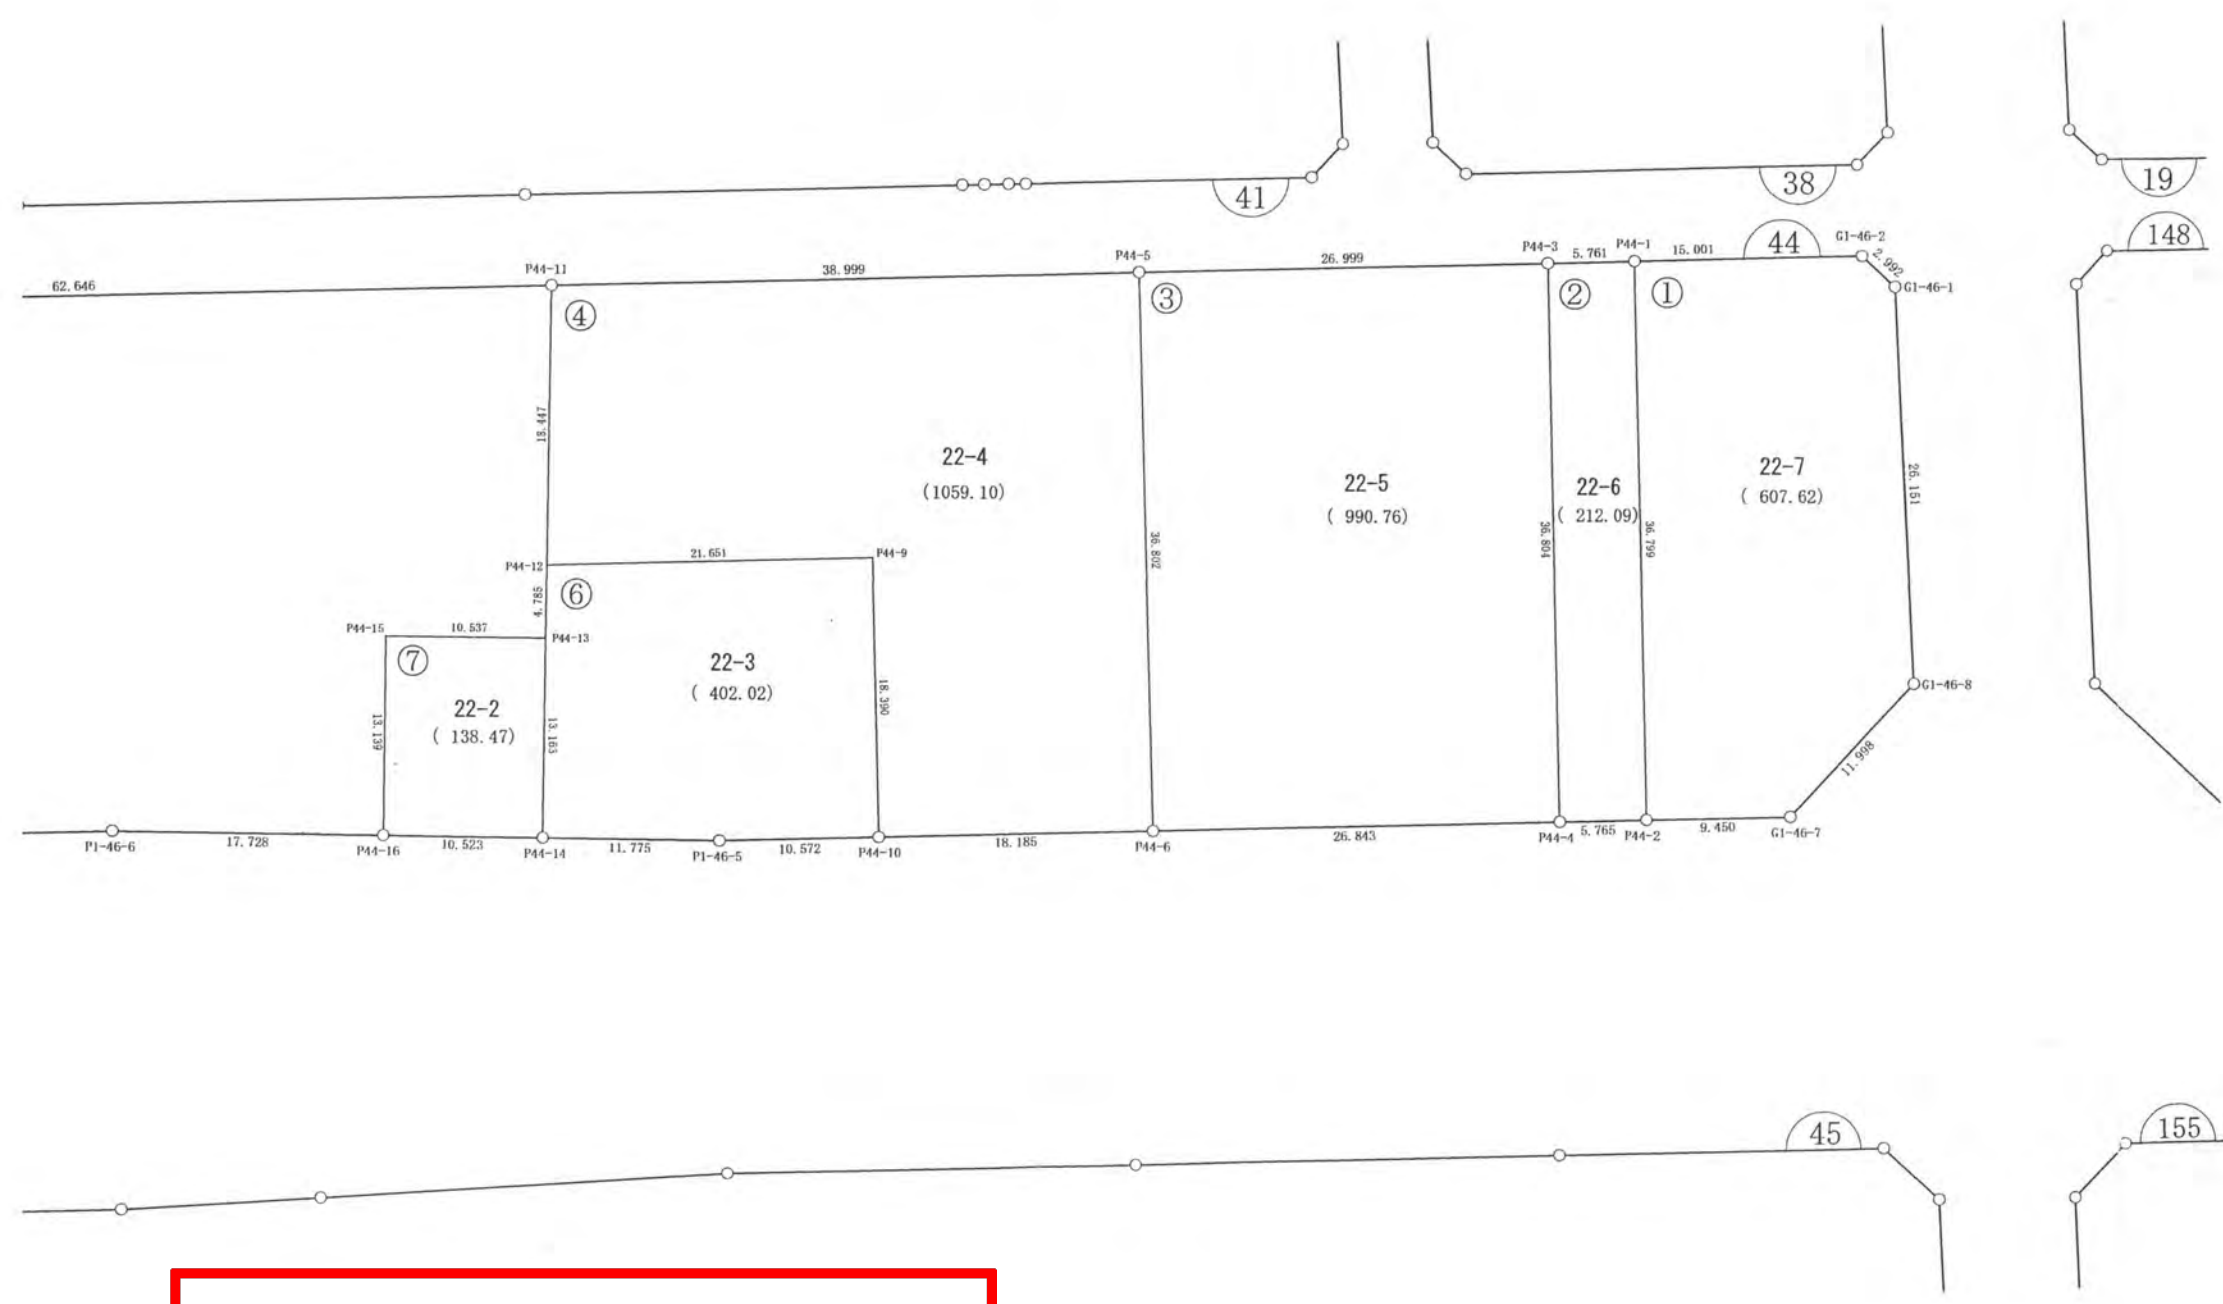 41
38
19
148
44
G1-46-2
P44-1
P44-3
P44-5
P44-11
15.001
5.761
26.999
38.999
62.646
2.992
G1-46-1
④
③
②
①
18.447
22-4
(1059.10)
22-5
( 990.76)
22-6
( 212.09)
22-7
( 607.62)
26.151
36.802
36.804
36.799
21.651
P44-9
P44-12
⑥
4.785
P44-15
10.537
P44-13
⑦
22-3
( 402.02)
18.390
G1-46-8
22-2
( 138.47)
13.139
13.163
11.998
P1-46-6
17.728
P44-16
10.523
P44-14
11.775
P1-46-5
10.572
P44-10
18.185
P44-6
26.843
P44-4
5.765
P44-2
9.450
G1-46-7
45
155